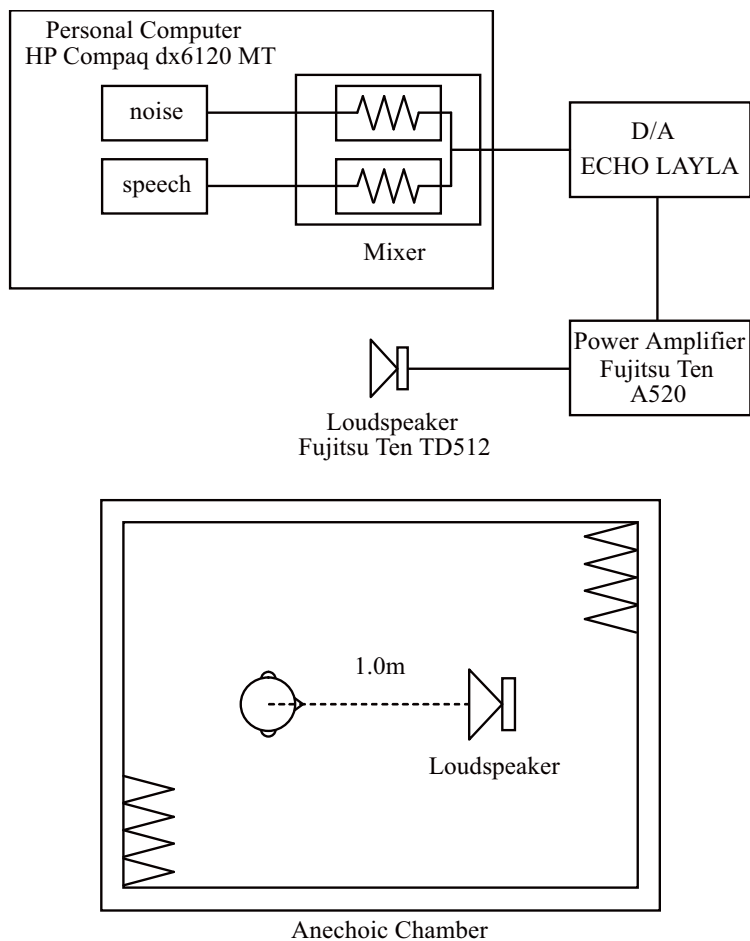 Personal Computer
HP Compaq dx6120 MT
noise
speech
Mixer
D/A
ECHO LAYLA
Power Amplifier
Fujitsu Ten
A520
Loudspeaker
Fujitsu Ten TD512
1.0m
Loudspeaker
Anechoic Chamber